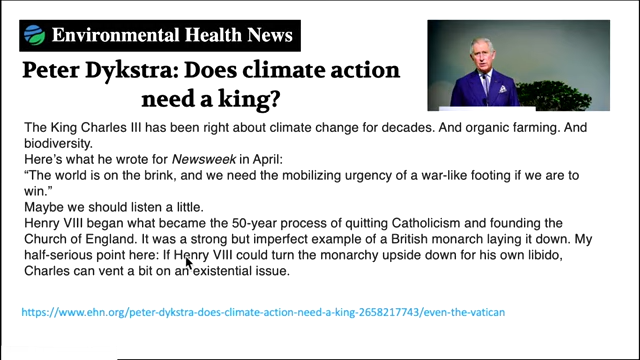 Environmental Health News
Peter Dykstra: Does climate action
need a king?
The King Charles III has been right about climate change for decades. And organic farming. And
biodiversity.
Here's what he wrote for Newsweek in April:
"The world is on the brink, and we need the mobilizing urgency of a war-like footing if we are to
win."
Maybe we should listen a little.
Henry VIII began what became the 50-year process of quitting Catholicism and founding the
Church of England. It was a strong but imperfect example of a British monarch laying it down. My
half-serious point here: If Henry VIII could turn the monarchy upside down for his own libido,
Charles can vent a bit on an existential issue.
https://www.ehn.org/peter-dykstra-does-climate-action-need-a-king-2658217743/even-the-vatican